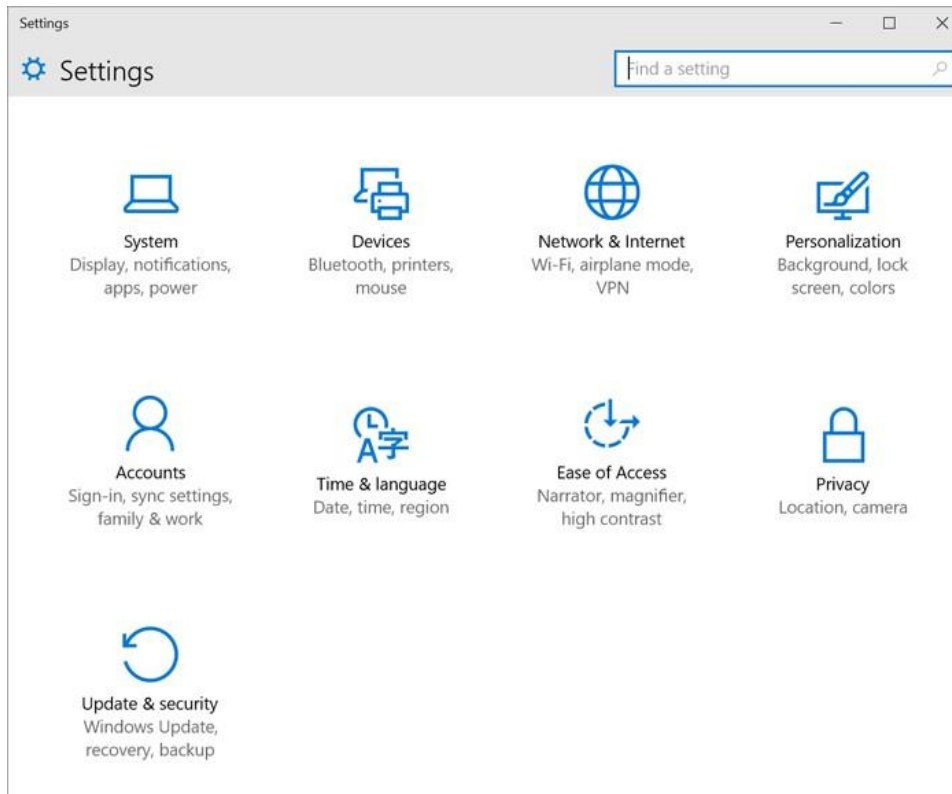 Settings
Settings
Find a setting
System
Display, notifications,
apps, power
Devices
Bluetooth, printers,
mouse
Network & Internet
Wi-Fi, airplane mode,
VPN
Personalization
Background, lock
screen, colors
Accounts
Sign-in, sync settings,
family & work
A字
Time & language
Date, time, region
Ease of Access
Narrator, magnifier,
high contrast
Privacy
Location, camera
Update & security
Windows Update,
recovery, backup